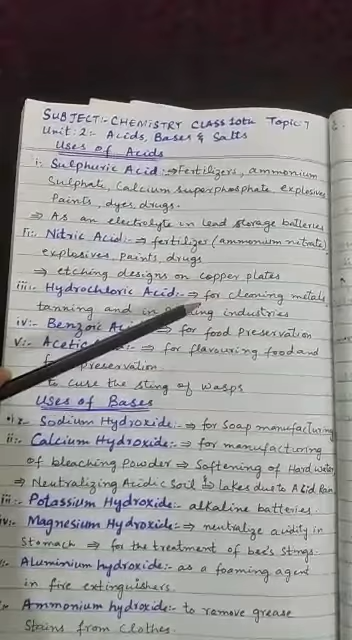 SUBJECT:- CHEMISTRY CLASS 10th Topic 7
Unit: 2:- Acids, Bases & Salts
Uses of Acids
i:- Sulphuric Acid:- ⇒ Fertilizers, ammonium
Sulphate, Calcium superphosphate explosives
Paints, dyes, drugs.
⇒ As an electrolyte in lead storage batteries
ii:- Nitric Acid:- ⇒ fertilizer (ammonium nitrate)
explosives, paints, drugs
⇒ etching designs on copper plates
iii:- Hydrochloric Acid:- ⇒ for cleaning metals
tanning and in industries
iv:- Benzoic ⇒ for food preservation
v:- Acetic ⇒ for flavouring food and
preservation
to cure the sting of wasps
Uses of Bases
i:- Sodium Hydroxide:- ⇒ for soap manufacturing
ii:- Calcium Hydroxide:- ⇒ for manufacturing
of bleaching powder ⇒ Softening of Hard water
⇒ Neutralizing Acidic Soil & lakes due to Acid Rain
iii:- Potassium Hydroxide:- alkaline batteries.
iv:- Magnesium Hydroxide:- ⇒ neutralize acidity in
Stomach ⇒ for the treatment of bee's stings.
:- Aluminium hydroxide:- as a foaming agent
in fire extinguishers.
:- Ammonium hydroxide:- to remove grease
Stains from clothes.